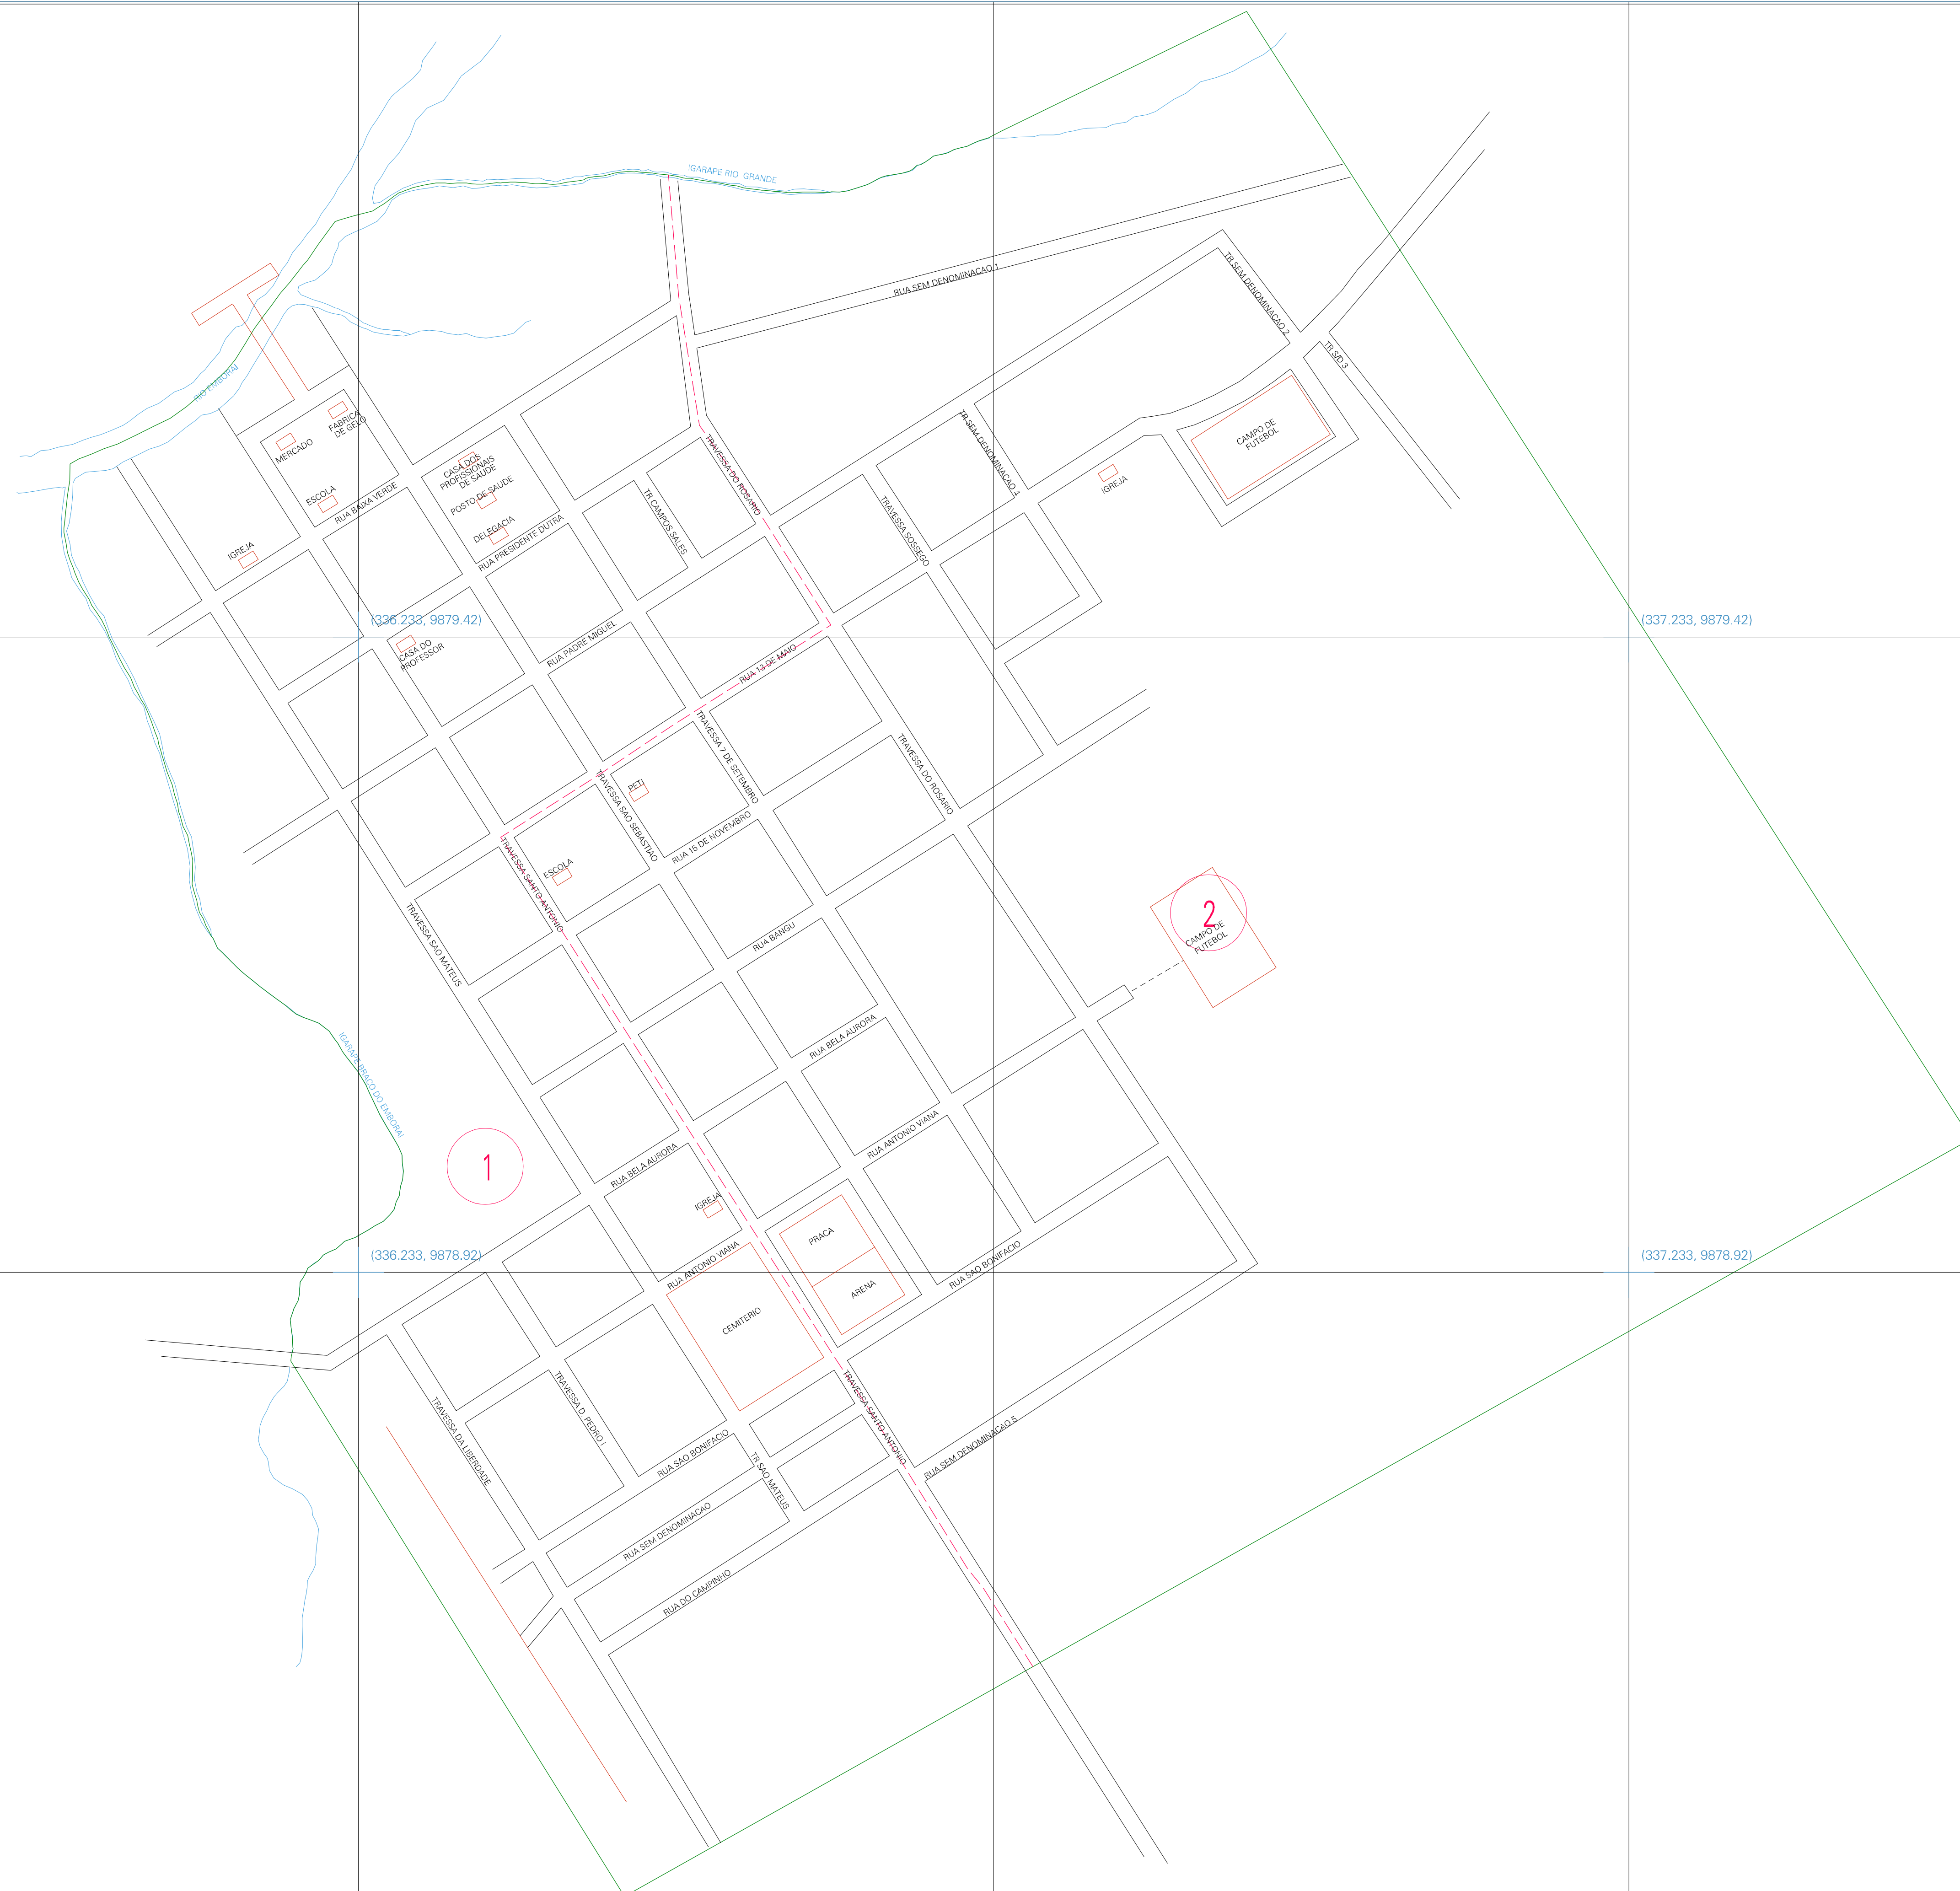 IGARAPE RIO GRANDE
RUA SEM DENOMINACAO 1
TR SEM DENOMINACAO 2
TR S/D 3
RIO EMBORAI
FABRICA
DE GELO
MERCADO
CASA DOS
PROFISSIONAIS
DE SAUDE
POSTO DE SAUDE
DELEGACIA
ESCOLA
RUA BAIXA VERDE
RUA PRESIDENTE DUTRA
IGREJA
TR CAMPOS SALES
TRAVESSA DO ROSARIO
TRAVESSA SOSSEGO
TR SEM DENOMINACAO 4
IGREJA
CAMPO DE
FUTEBOL
(336.233, 9879.42)
(337.233, 9879.42)
CASA DO
PROFESSOR
RUA PADRE MIGUEL
RUA 13 DE MAIO
TRAVESSA 7 DE SETEMBRO
TRAVESSA DO ROSARIO
PETI
TRAVESSA SAO SEBASTIAO
RUA 15 DE NOVEMBRO
ESCOLA
TRAVESSA SANTO ANTONIO
TRAVESSA SAO MATEUS
RUA BANGU
2
CAMPO DE
FUTEBOL
IGARAPE BRACO DO EMBORAI
RUA BELA AURORA
RUA ANTONIO VIANA
1
RUA BELA AURORA
IGREJA
PRACA
ARENA
RUA ANTONIO VIANA
RUA SAO BONIFACIO
(336.233, 9878.92)
(337.233, 9878.92)
CEMITERIO
TRAVESSA D. PEDRO I
TRAVESSA DA LIBERDADE
TRAVESSA SANTO ANTONIO
RUA SAO BONIFACIO
TR SAO MATEUS
RUA SEM DENOMINACAO 5
RUA SEM DENOMINACAO
RUA DO CAMPINHO